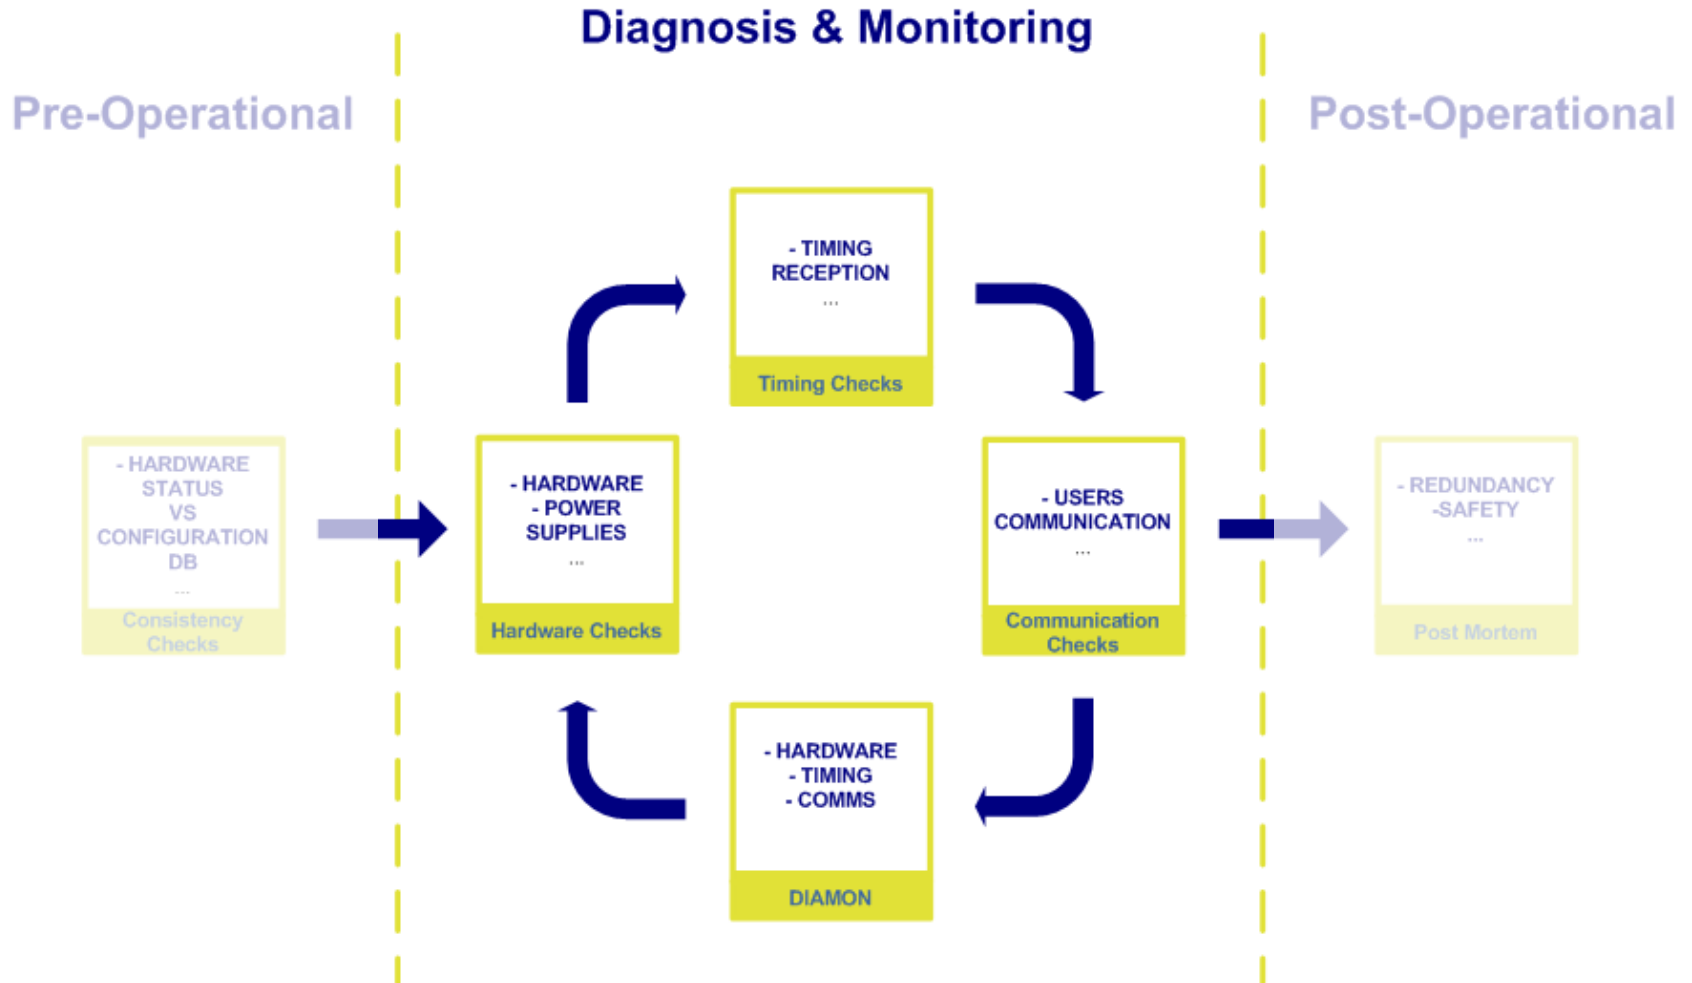 Diagnosis & Monitoring
Pre-Operational
Post-Operational
- TIMING
RECEPTION
...
Timing Checks
- HARDWARE
STATUS
VS
CONFIGURATION
DB
...
Consistency
Checks
- HARDWARE
- POWER
SUPPLIES
...
Hardware Checks
- USERS
COMMUNICATION
...
Communication
Checks
- REDUNDANCY
-SAFETY
...
Post Mortem
- HARDWARE
- TIMING
- COMMS
DIAMON